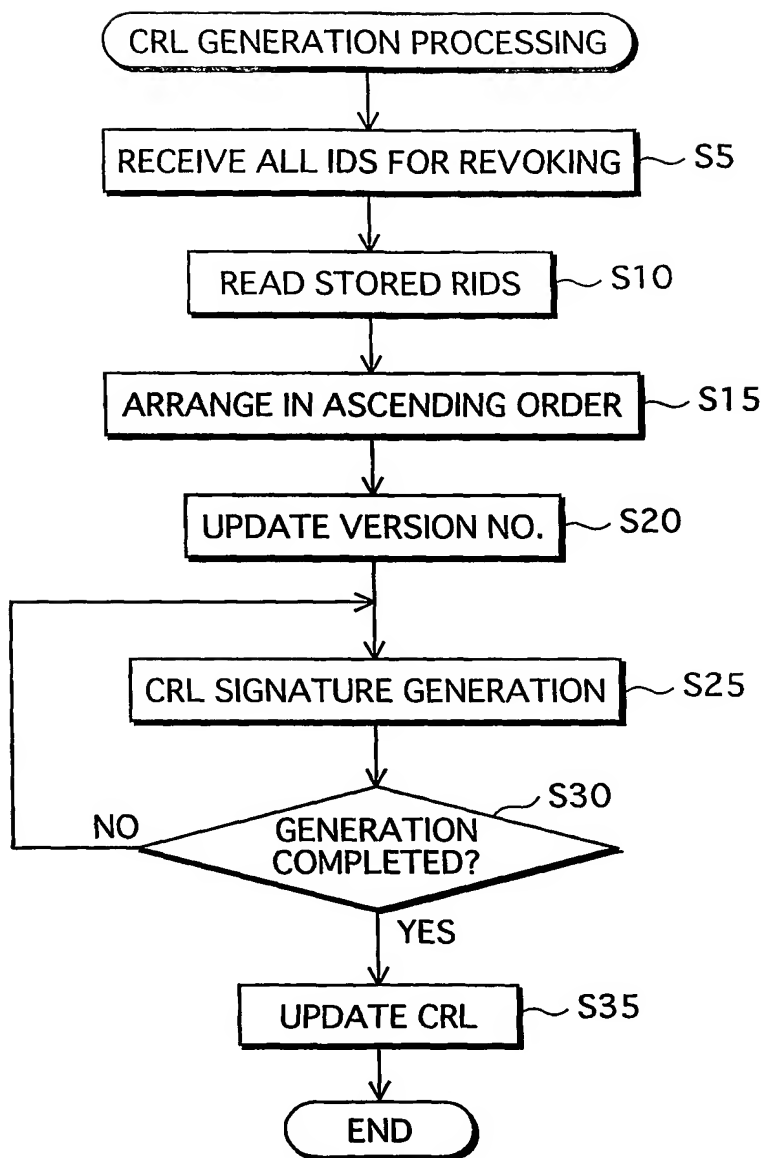 CRL GENERATION PROCESSING
RECEIVE ALL IDS FOR REVOKING
S5
READ STORED RIDS
S10
ARRANGE IN ASCENDING ORDER
S15
UPDATE VERSION NO.
S20
CRL SIGNATURE GENERATION
S25
S30
NO
GENERATION
COMPLETED?
YES
UPDATE CRL
S35
END